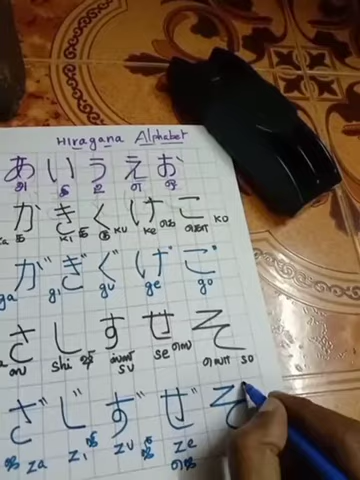 Hiragana Alphabet
あ い う え お
அ இ உ எ ஒ
か き く け こ
கி கு கெ கொ
ki ku ke ko
が ぎ ぐ げ ご
ga gi gu ge go
さ し す せ そ
ஸ ஷி ஸு ஸெ ஸொ
shi su se so
ざ じ ず ぜ そ
za zi zu ze